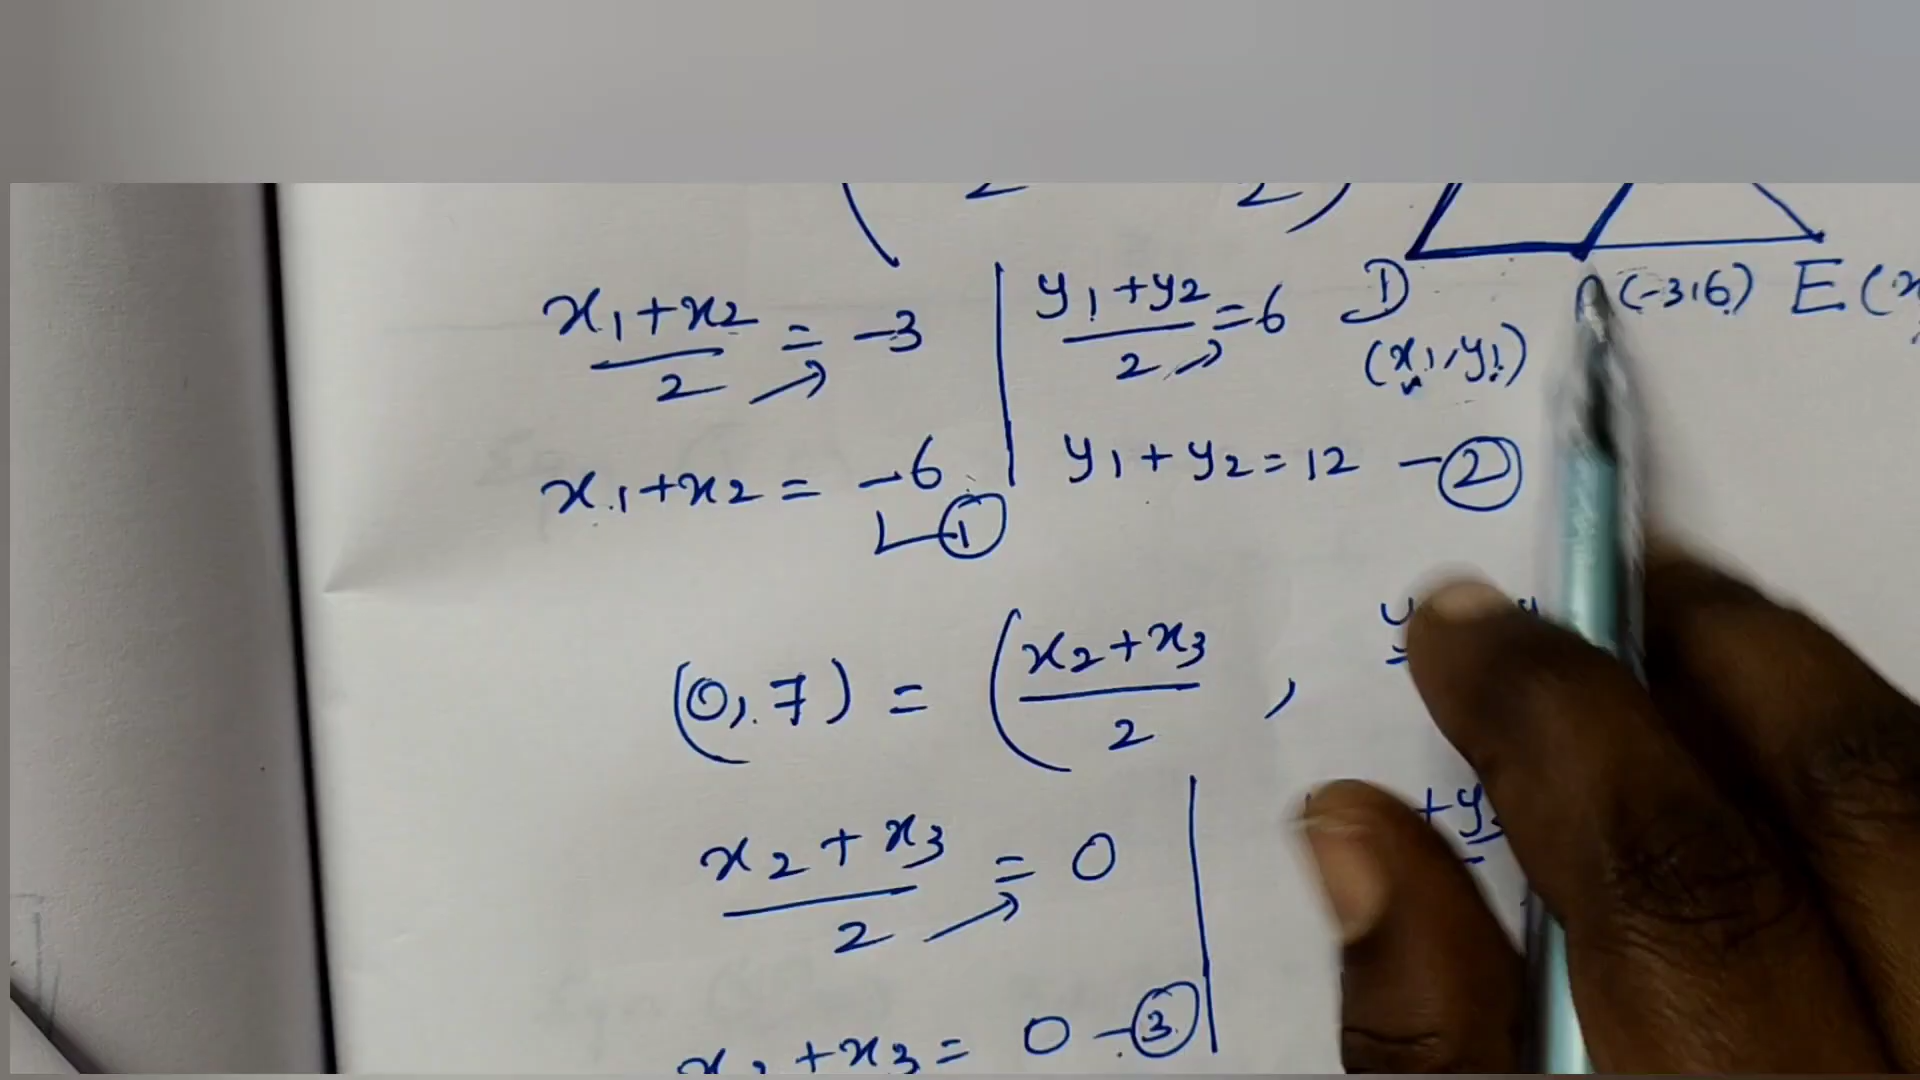 (x₁+x₂)/2 = -3 | (y₁+y₂)/2 = 6
D (-3,6) E (x
(x₁,y₁)
x₁+x₂ = -6 | y₁+y₂ = 12 - ②
①
(0,7) = ((x₂+x₃)/2 ,
(x₂+x₃)/2 = 0 | +y
x₂+x₃ = 0 - ③